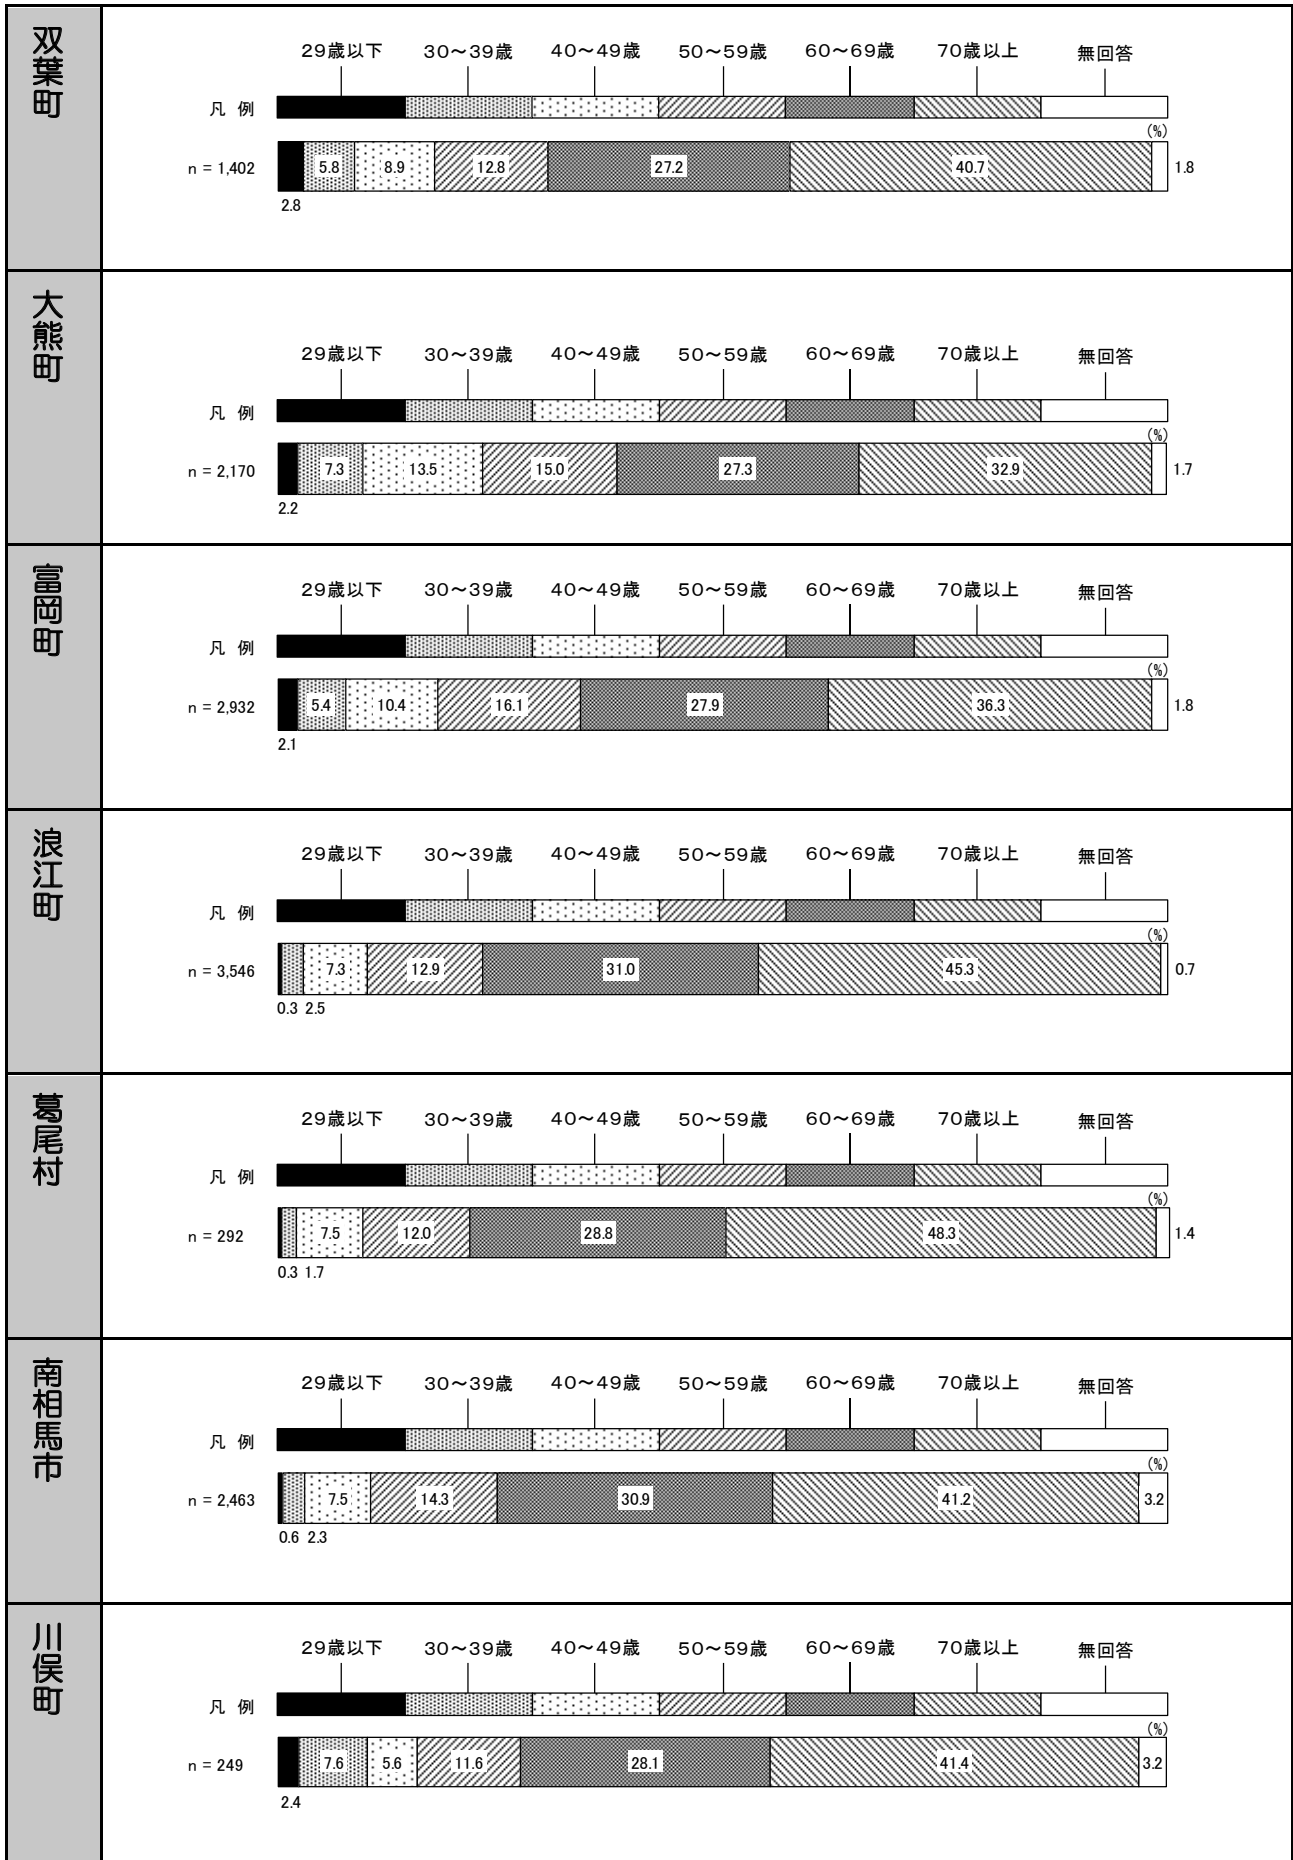 双葉町
29歳以下 30～39歳 40～49歳 50～59歳 60～69歳 70歳以上 無回答
凡 例
(%)
n = 1,402 5.8 8.9 12.8 27.2 40.7 1.8
2.8
大熊町
29歳以下 30～39歳 40～49歳 50～59歳 60～69歳 70歳以上 無回答
凡 例
(%)
n = 2,170 7.3 13.5 15.0 27.3 32.9 1.7
2.2
富岡町
29歳以下 30～39歳 40～49歳 50～59歳 60～69歳 70歳以上 無回答
凡 例
(%)
n = 2,932 5.4 10.4 16.1 27.9 36.3 1.8
2.1
浪江町
29歳以下 30～39歳 40～49歳 50～59歳 60～69歳 70歳以上 無回答
凡 例
(%)
n = 3,546 7.3 12.9 31.0 45.3 0.7
0.3 2.5
葛尾村
29歳以下 30～39歳 40～49歳 50～59歳 60～69歳 70歳以上 無回答
凡 例
(%)
n = 292 7.5 12.0 28.8 48.3 1.4
0.3 1.7
南相馬市
29歳以下 30～39歳 40～49歳 50～59歳 60～69歳 70歳以上 無回答
凡 例
(%)
n = 2,463 7.5 14.3 30.9 41.2 3.2
0.6 2.3
川俣町
29歳以下 30～39歳 40～49歳 50～59歳 60～69歳 70歳以上 無回答
凡 例
(%)
n = 249 7.6 5.6 11.6 28.1 41.4 3.2
2.4